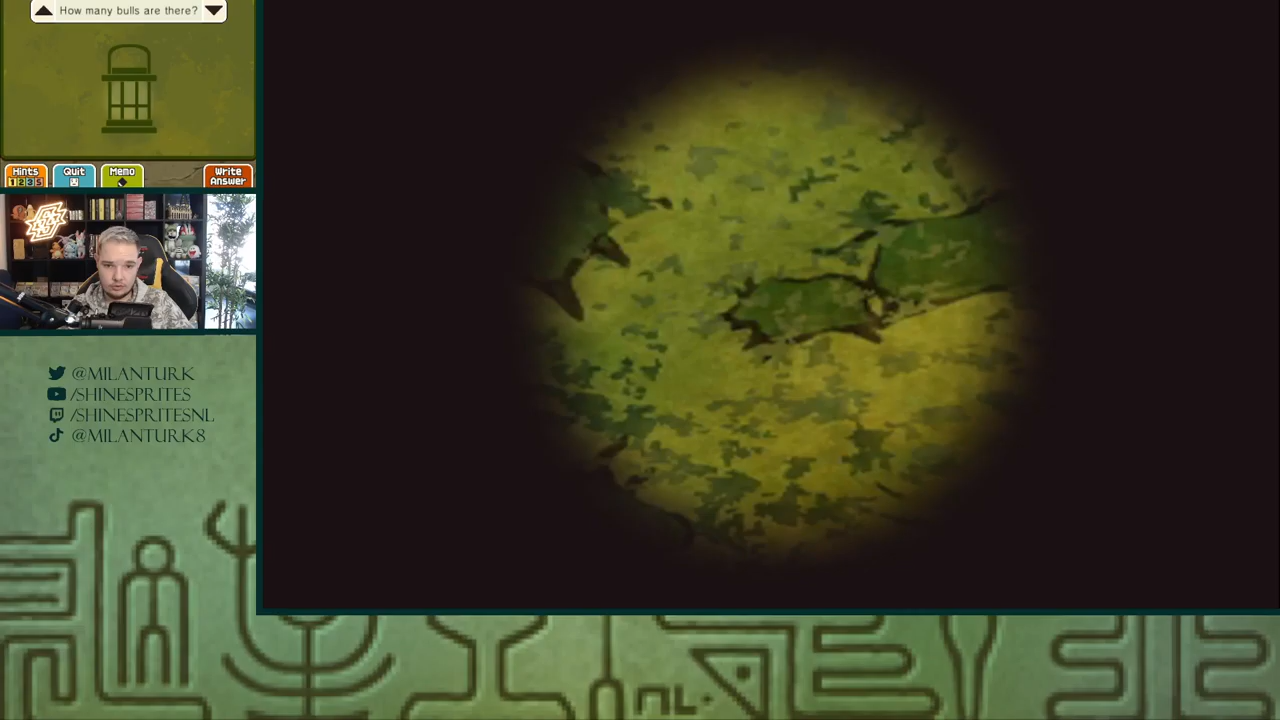 How many bulls are there?
Hints
1 2 3 S
Quit
Memo
Write
Answer
@MILANTURK
/SHINESPRITES
/SHINESPRITESNL
@MILANTURK8